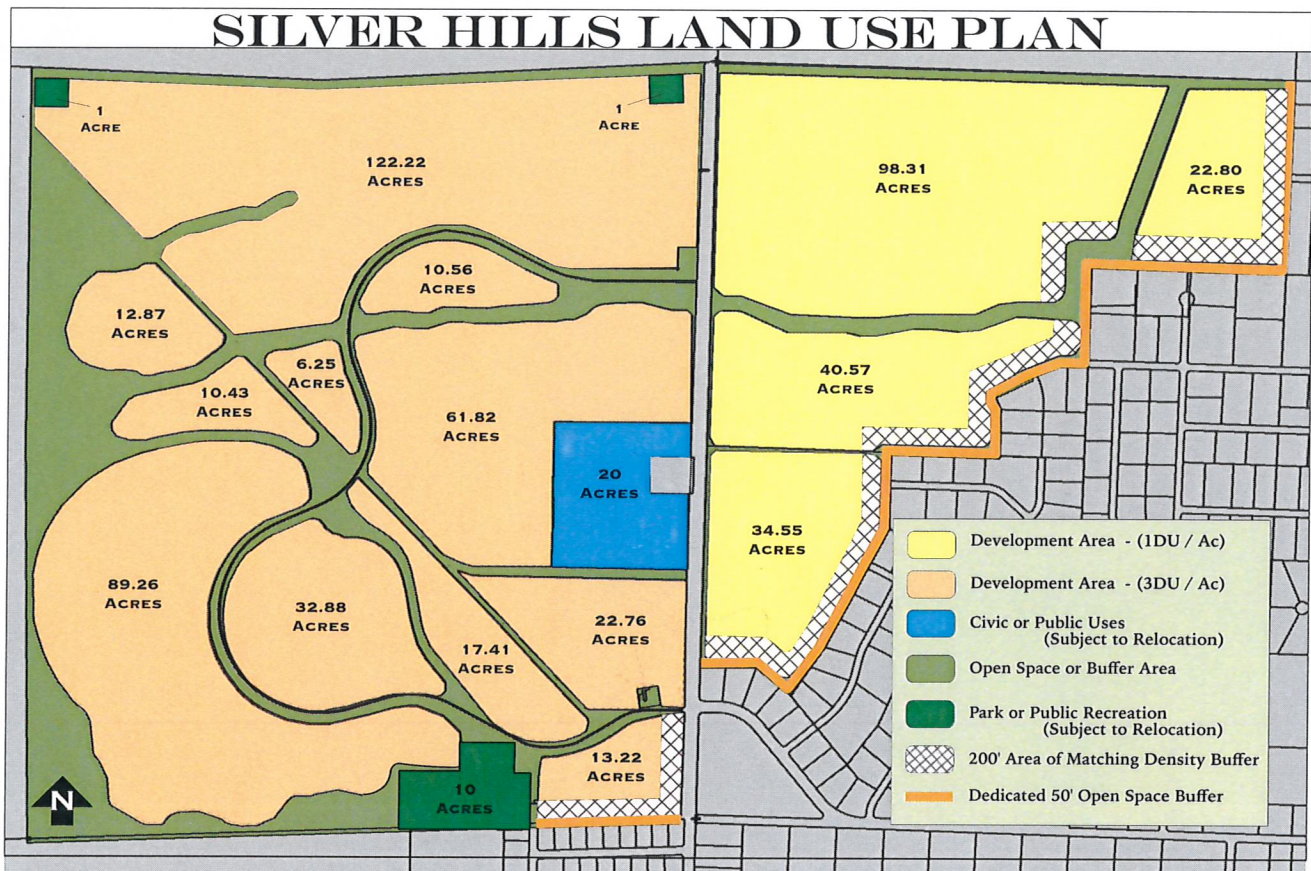 SILVER HILLS LAND USE PLAN
1
ACRE
1
ACRE
122.22
ACRES
98.31
ACRES
22.80
ACRES
10.56
ACRES
12.87
ACRES
6.25
ACRES
10.43
ACRES
61.82
ACRES
40.57
ACRES
20
ACRES
34.55
ACRES
89.26
ACRES
32.88
ACRES
22.76
ACRES
17.41
ACRES
13.22
ACRES
10
ACRES
N
Development Area - (1DU / Ac)
Development Area - (3DU / Ac)
Civic or Public Uses
(Subject to Relocation)
Open Space or Buffer Area
Park or Public Recreation
(Subject to Relocation)
200' Area of Matching Density Buffer
Dedicated 50' Open Space Buffer